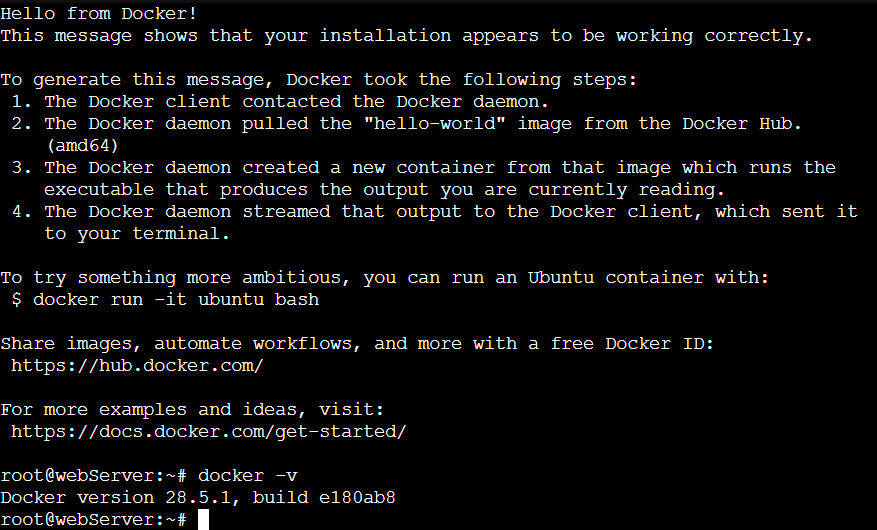 Hello from Docker!
This message shows that your installation appears to be working correctly.
To generate this message, Docker took the following steps:
1. The Docker client contacted the Docker daemon.
2. The Docker daemon pulled the "hello-world" image from the Docker Hub.
(amd64)
3. The Docker daemon created a new container from that image which runs the
executable that produces the output you are currently reading.
4. The Docker daemon streamed that output to the Docker client, which sent it
to your terminal.
To try something more ambitious, you can run an Ubuntu container with:
$ docker run -it ubuntu bash
Share images, automate workflows, and more with a free Docker ID:
https://hub.docker.com/
For more examples and ideas, visit:
https://docs.docker.com/get-started/
root@webServer:~# docker -v
Docker version 28.5.1, build e180ab8
root@webServer:~#